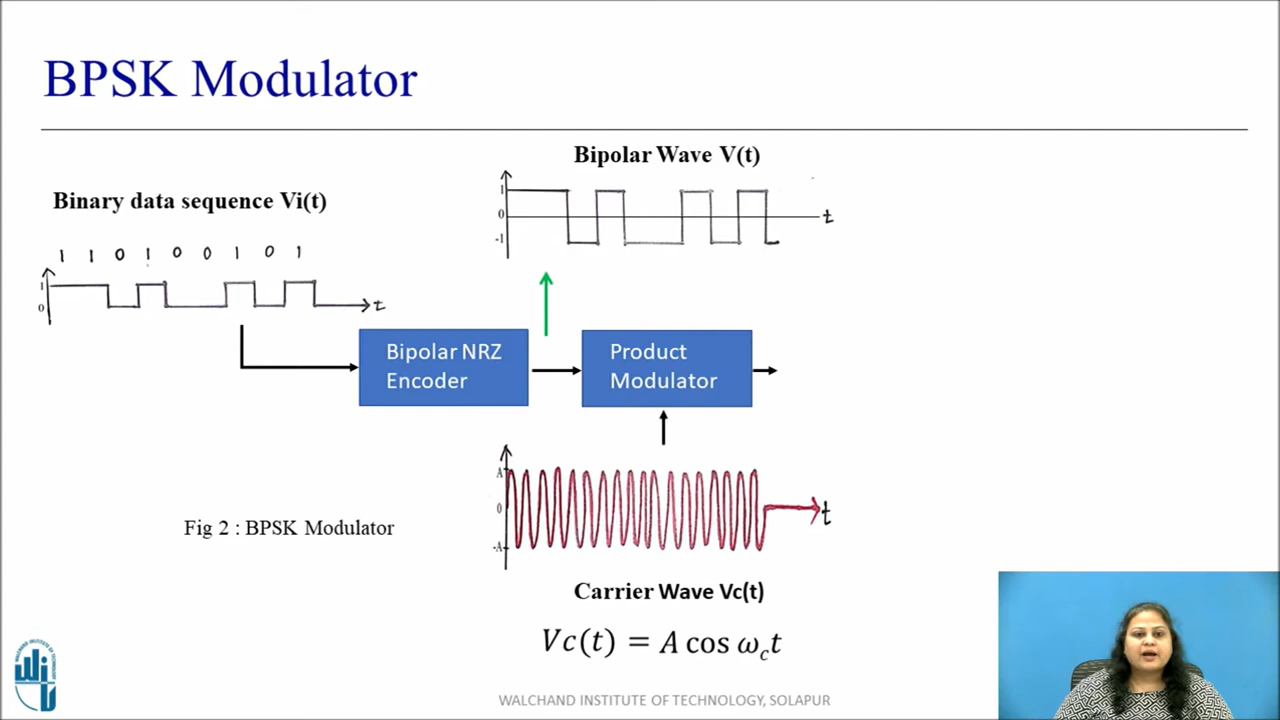 BPSK Modulator
Bipolar Wave V(t)
1
0
-1
t
Binary data sequence Vi(t)
1 1 0 1 0 0 1 0 1
1
0
t
Bipolar NRZ
Encoder
Product
Modulator
A
0
-A
t
Fig 2 : BPSK Modulator
Carrier Wave Vc(t)
Vc(t) = A cos ω_c t
WALCHAND INSTITUTE OF TECHNOLOGY, SOLAPUR